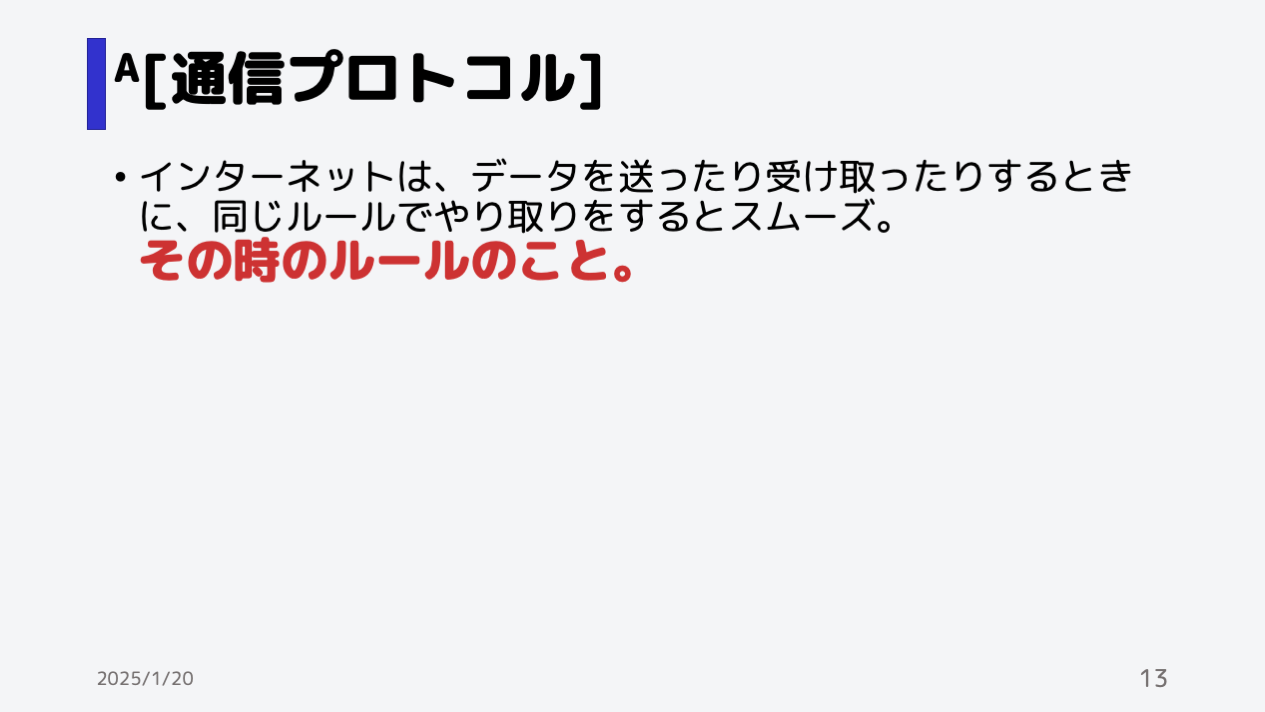 A[通信プロトコル]
• インターネットは、データを送ったり受け取ったりするとき
に、同じルールでやり取りをするとスムーズ。
その時のルールのこと。
2025/1/20
13